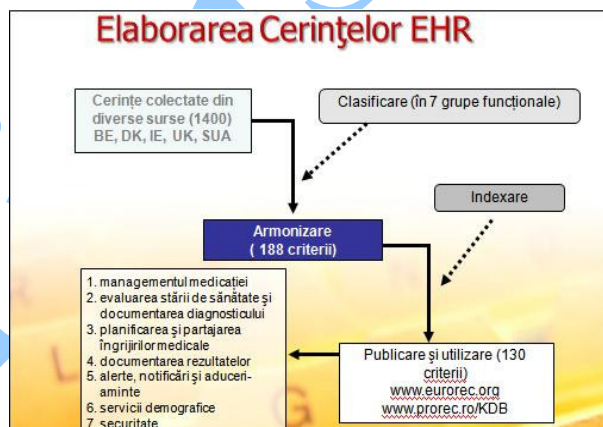 Elaborarea Cerinţelor EHR
Cerințe colectate din
diverse surse (1400)
BE, DK, IE, UK, SUA
Clasificare (în 7 grupe funcționale)
Indexare
Armonizare
( 188 criterii)
1. managementul medicației
2. evaluarea stării de sănătate și
documentarea diagnosticului
3. planificarea și partajarea
îngrijirilor medicale
4. documentarea rezultatelor
5. alerte, notificări și aduceri-
aminte
6. servicii demografice
7. securitate
Publicare și utilizare (130
criterii)
www.eurorec.org
www.prorec.ro/KDB